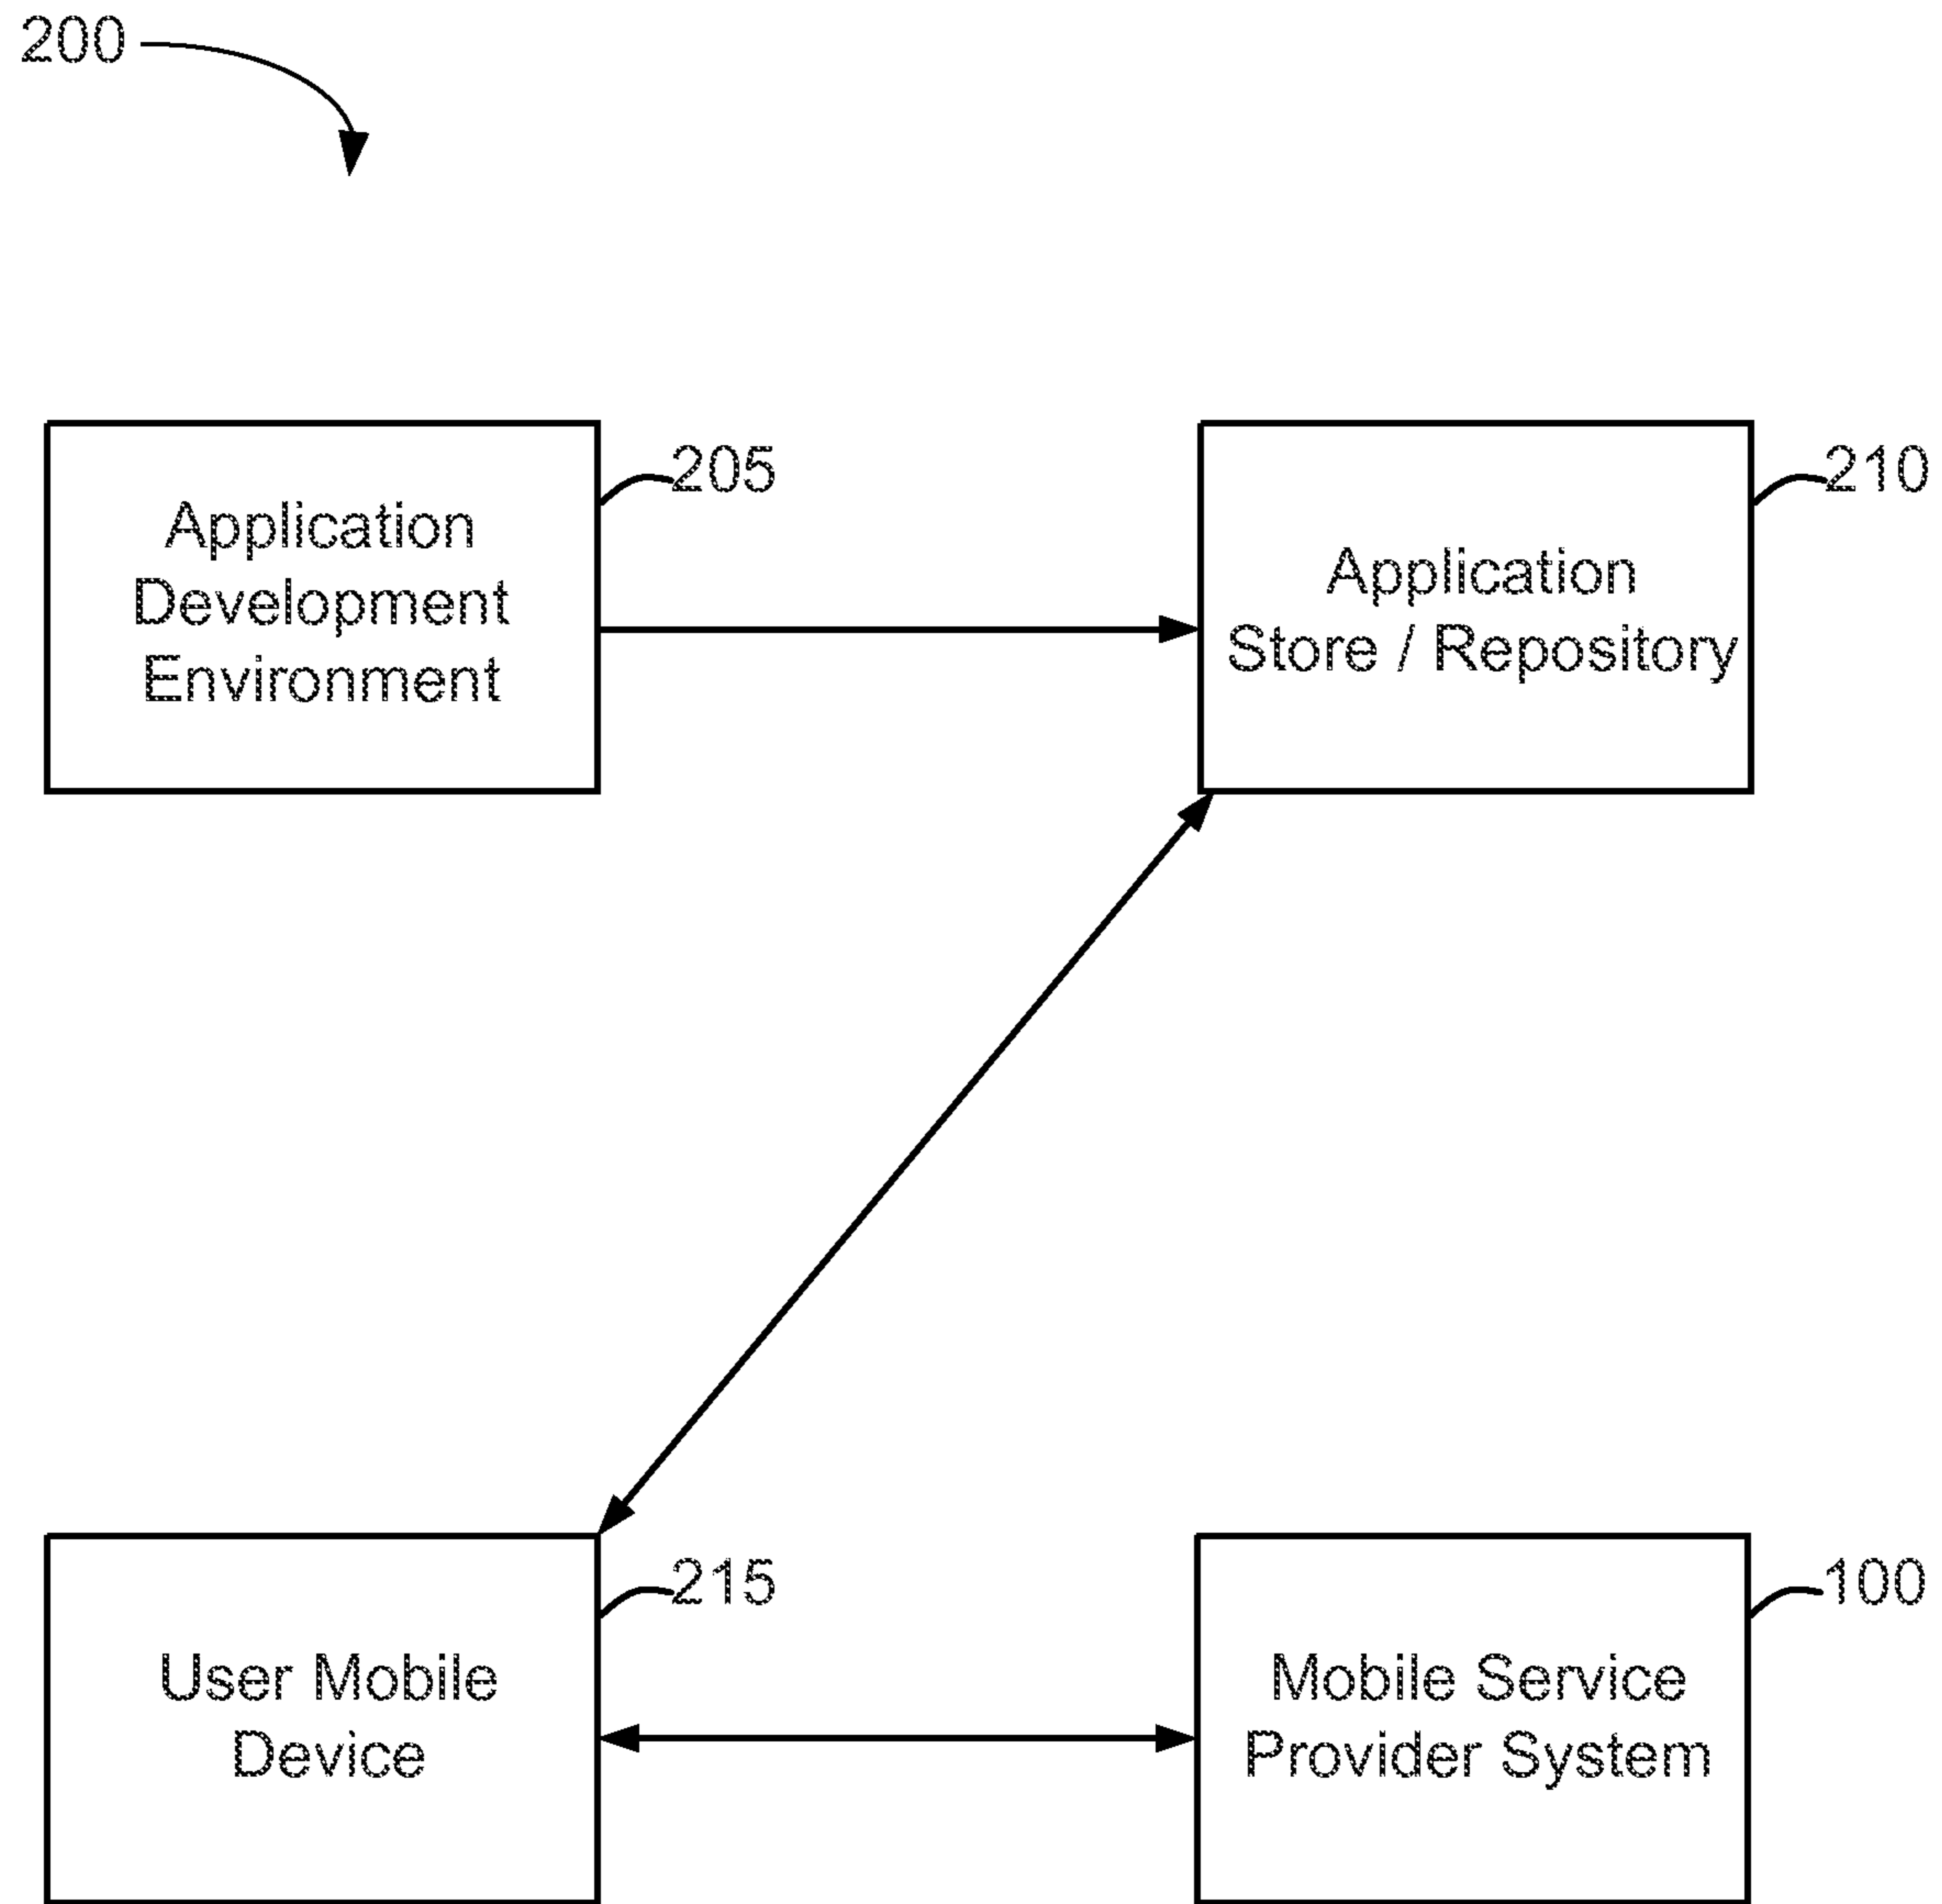 200
205
210
Application
Development
Environment
Application
Store / Repository
215
100
User Mobile
Device
Mobile Service
Provider System